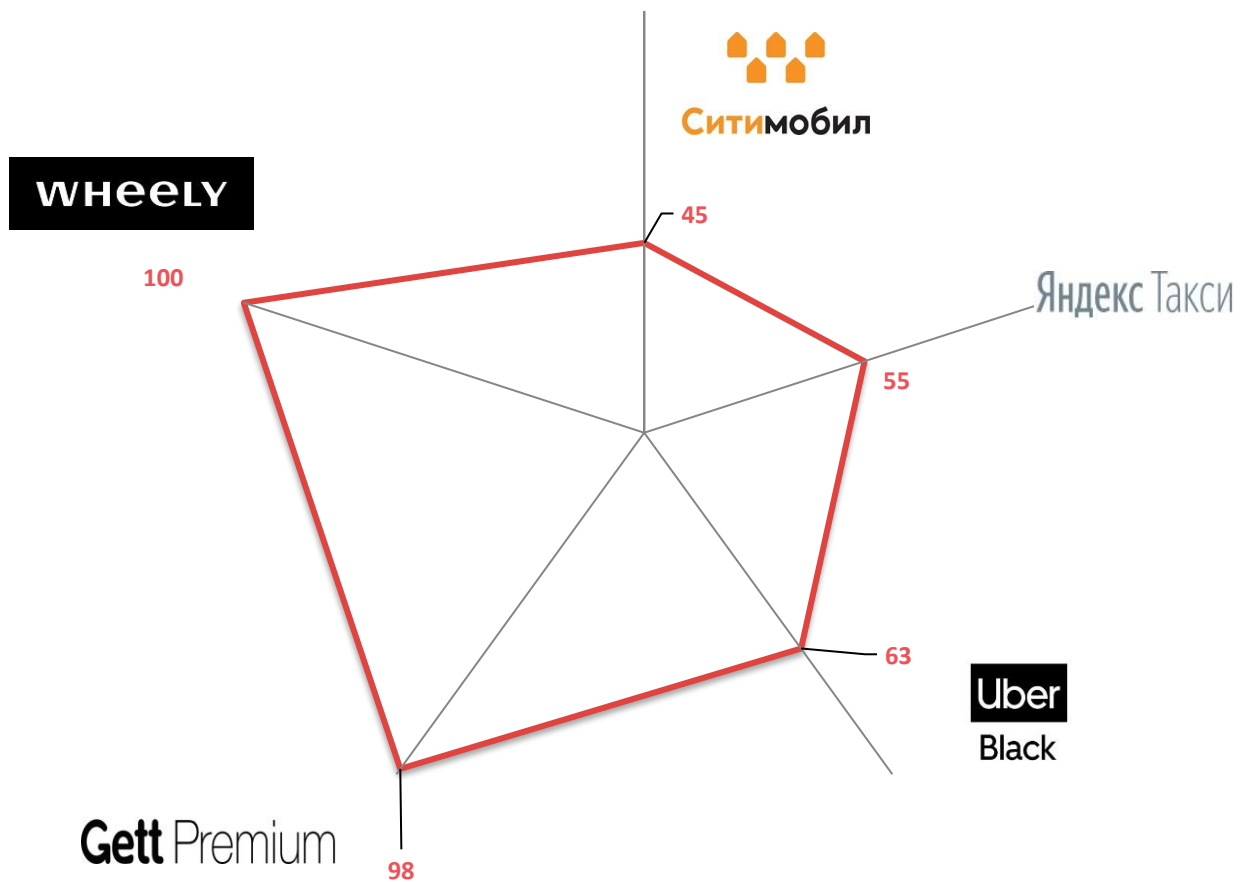 Ситимобил
WHEELY
45
100
Яндекс Такси
55
63
Uber
Black
Gett Premium
98